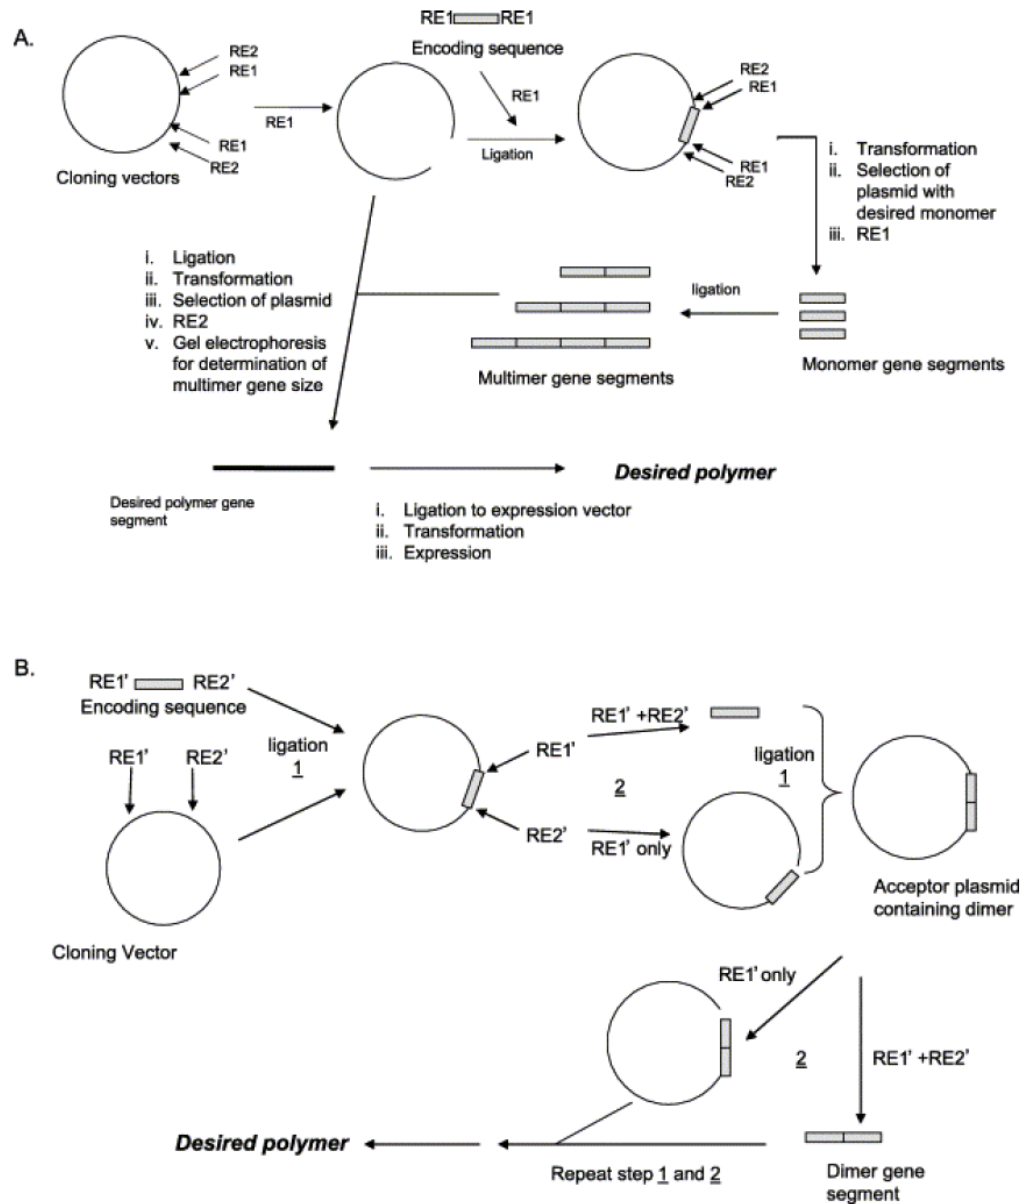 A.
RE1 RE1
Encoding sequence
RE2
RE1
RE1
RE2
Cloning vectors
RE1
RE1
Ligation
RE2
RE1
RE1
RE2
i. Transformation
ii. Selection of
plasmid with
desired monomer
iii. RE1
i. Ligation
ii. Transformation
iii. Selection of plasmid
iv. RE2
v. Gel electrophoresis
for determination of
multimer gene size
ligation
Multimer gene segments
Monomer gene segments
Desired polymer gene
segment
Desired polymer
i. Ligation to expression vector
ii. Transformation
iii. Expression
B.
RE1' RE2'
Encoding sequence
RE1' RE2'
ligation
1
Cloning Vector
RE1'
RE2'
RE1' +RE2'
2
RE1' only
ligation
1
Acceptor plasmid
containing dimer
RE1' only
2
RE1' +RE2'
Desired polymer
Repeat step 1 and 2
Dimer gene
segment